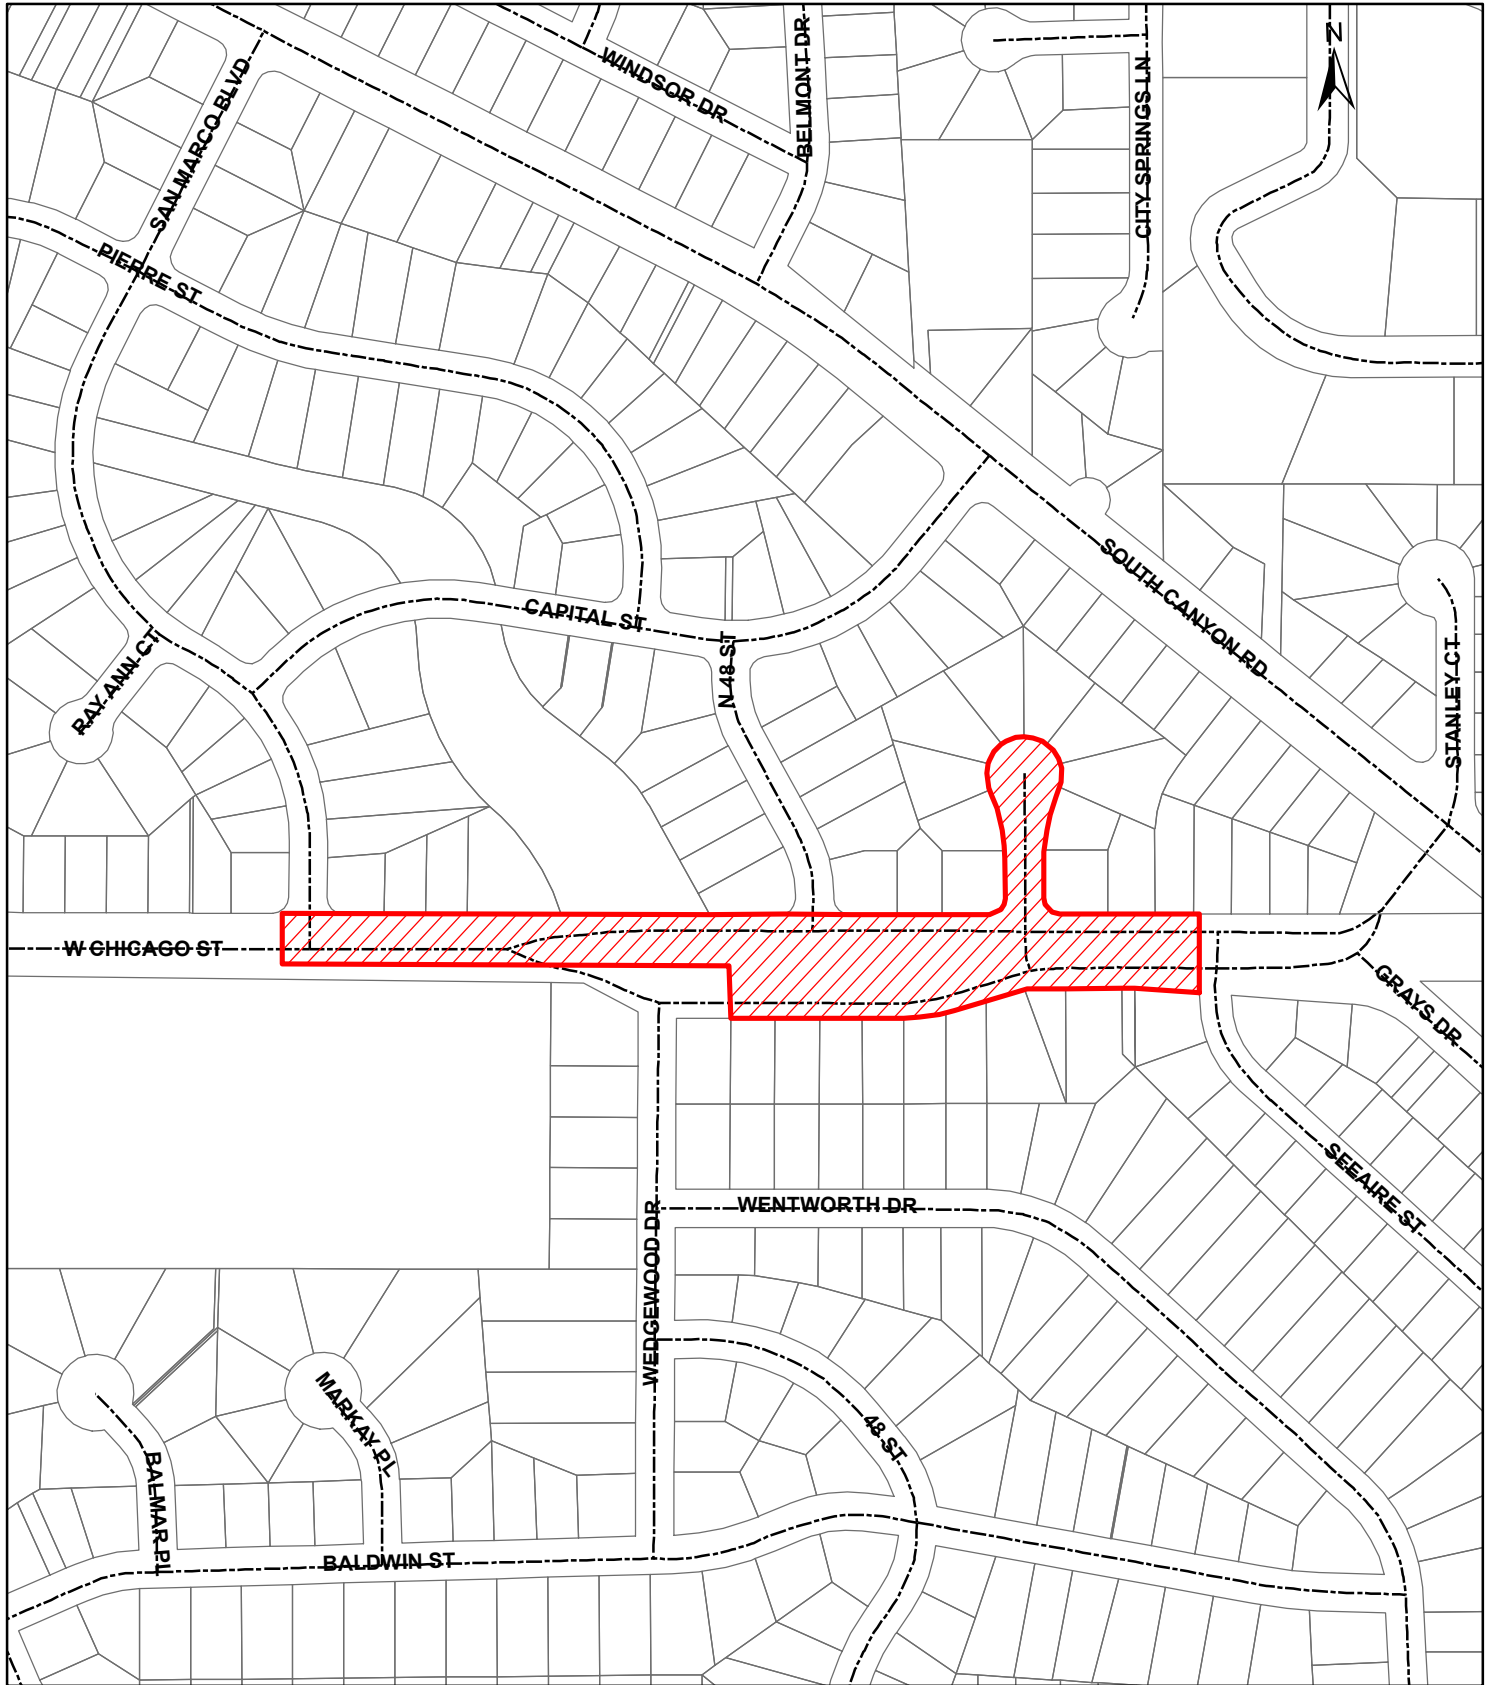 N
WINDSOR DR
BELMONT DR
SAN MARCO BLVD
CITY SPRINGS LN
PIERRE ST
SOUTH CANYON RD
CAPITAL ST
N 48 ST
RAY ANN CT
STANLEY CT
W CHICAGO ST
GRAYS DR
SEEAIRE ST
WENTWORTH DR
WEDGEWOOD DR
48 ST
MARKAY PL
BALMAR PL
BALDWIN ST